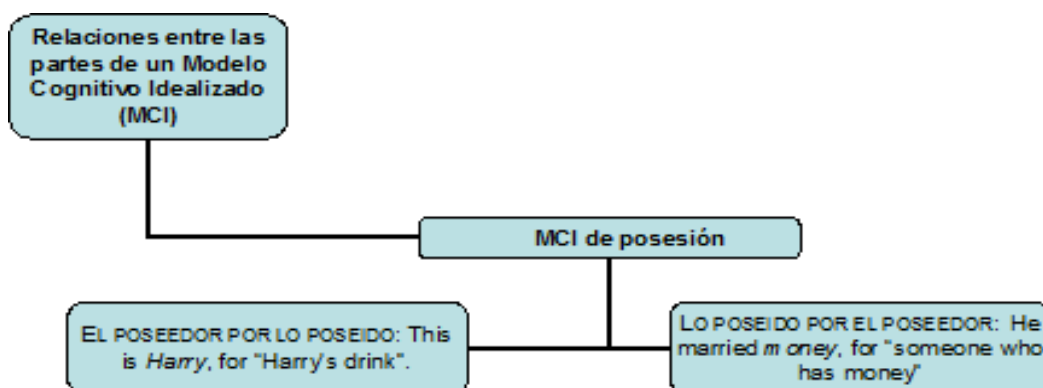 Relaciones entre las
partes de un Modelo
Cognitivo Idealizado
(MCI)
MCI de posesión
EL POSEEDOR POR LO POSEIDO: This
is Harry, for "Harry's drink".
LO POSEIDO POR EL POSEEDOR: He
married m oney, for "someone who
has money"